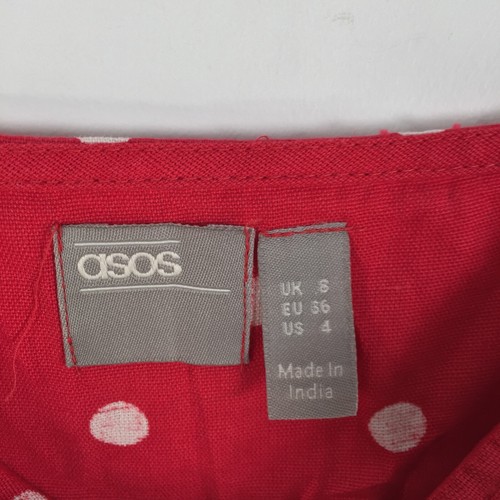 asos
UK 8
EU 36
US 4
Made In
India